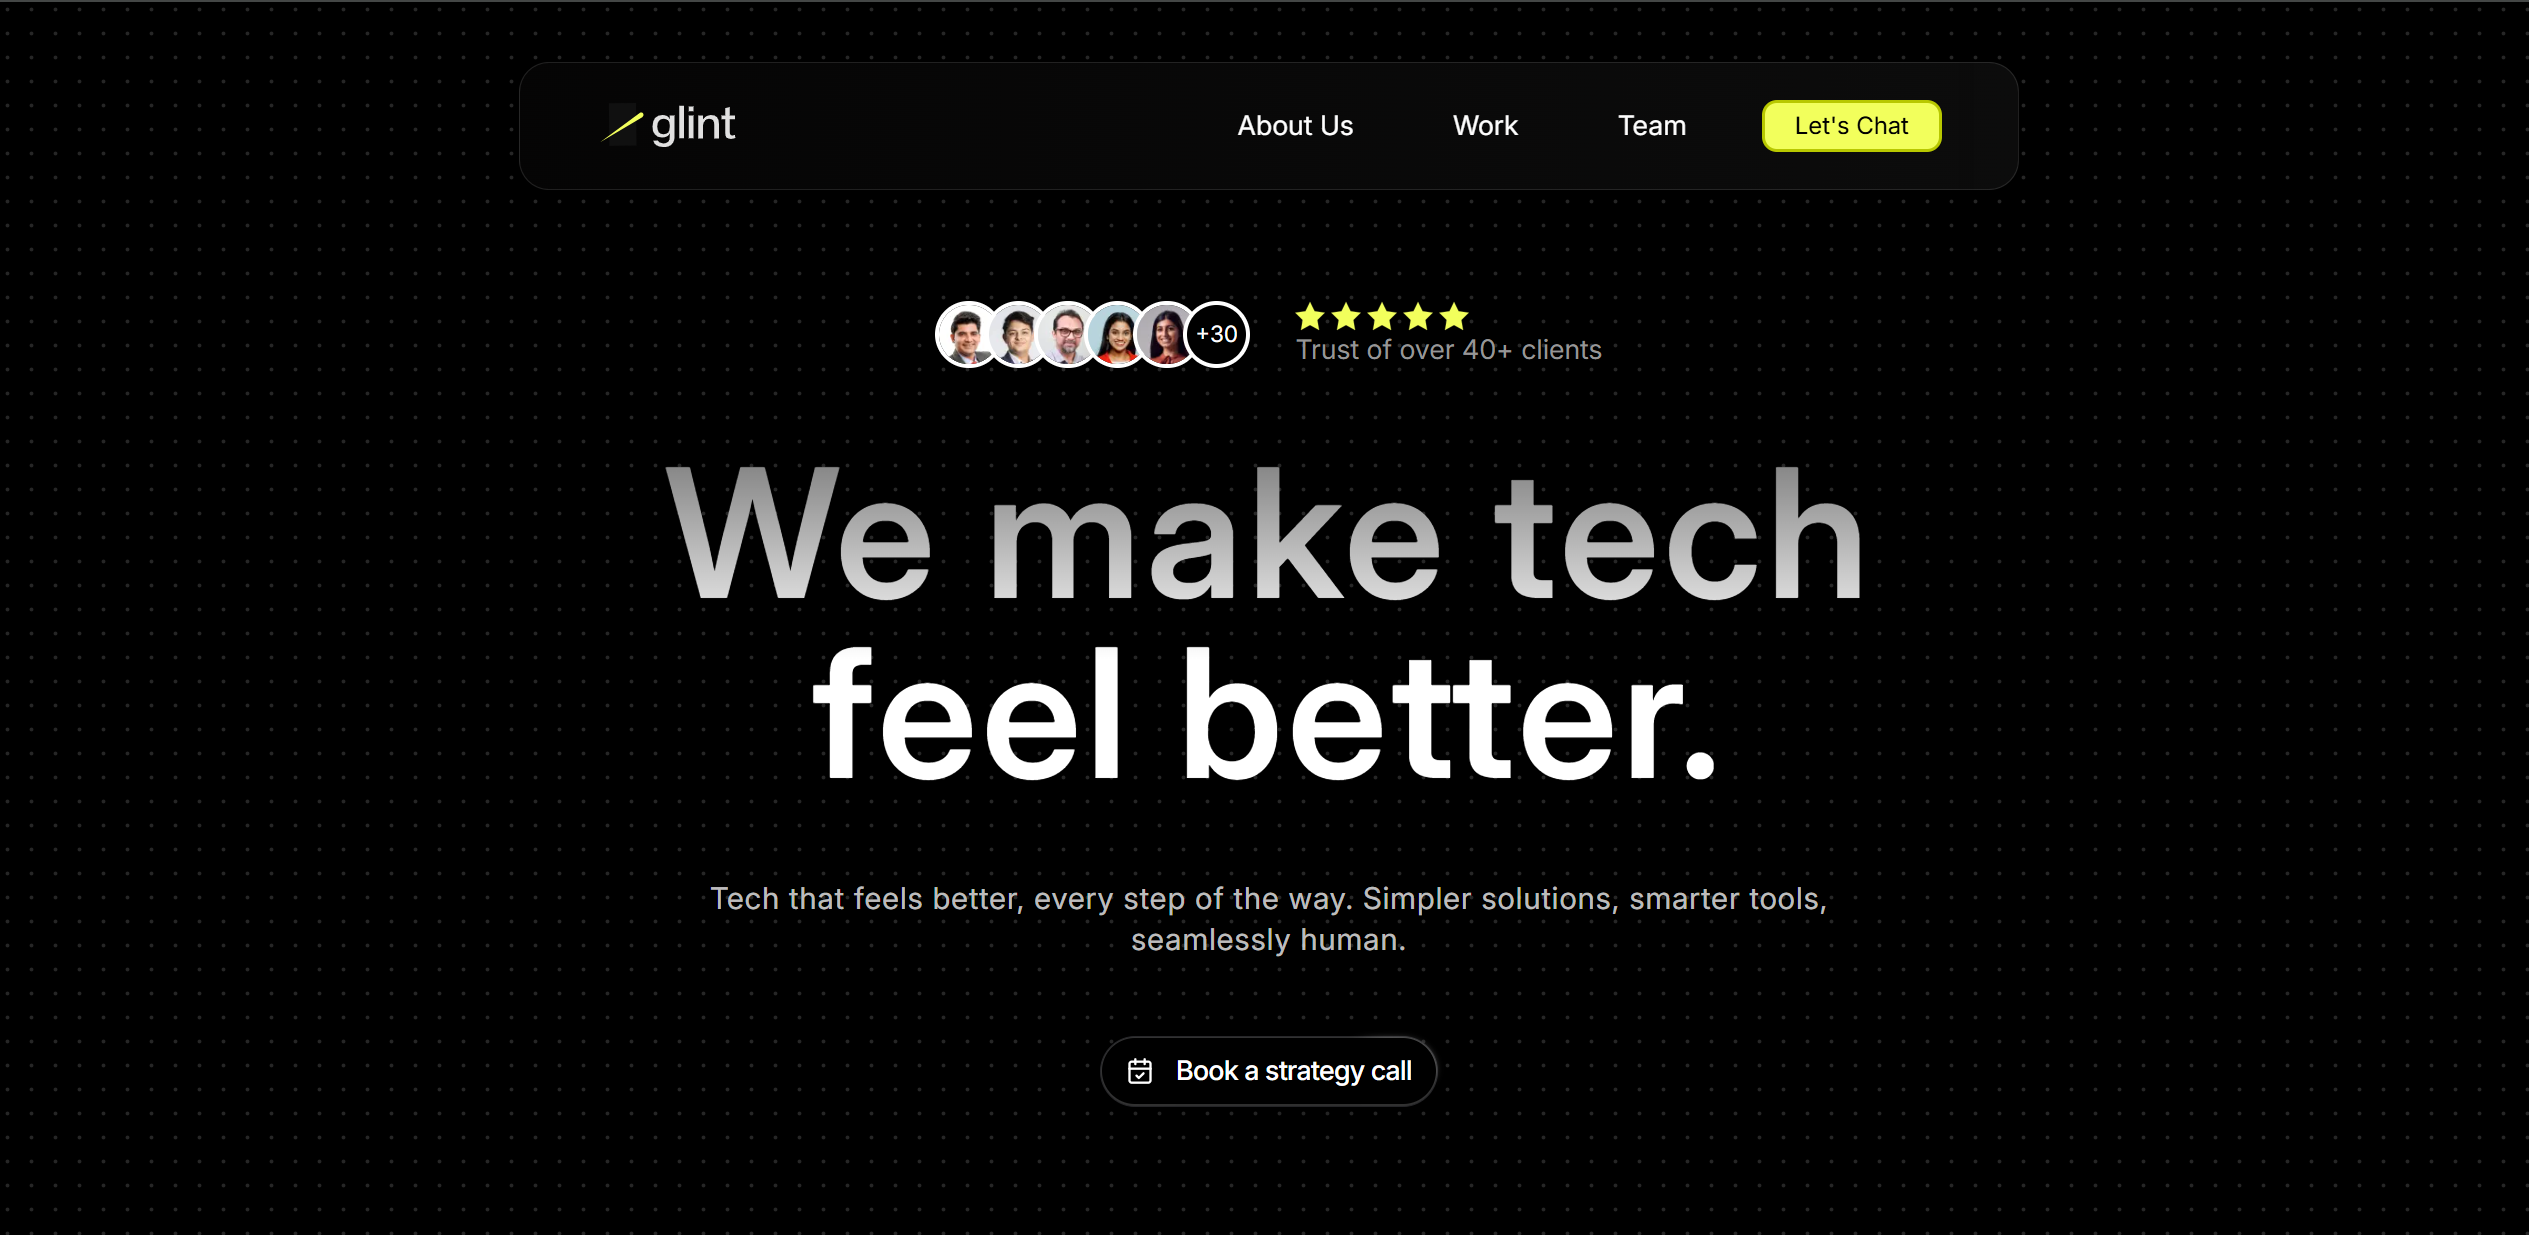 glint
About Us
Work
Team
Let's Chat
+30
Trust of over 40+ clients
We make tech
feel better.
Tech that feels better, every step of the way. Simpler solutions, smarter tools,
seamlessly human.
Book a strategy call